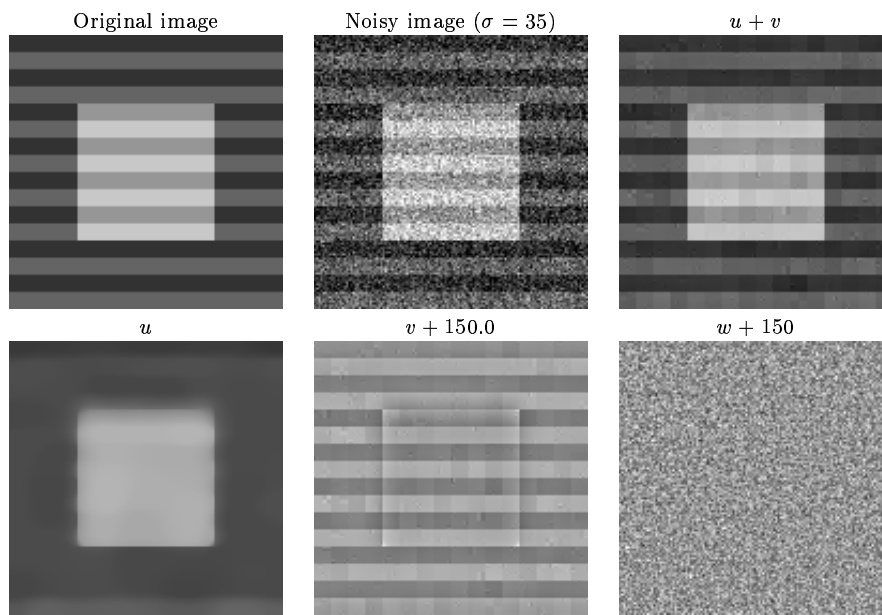 Original image
Noisy image (σ = 35)
u + v
u
v + 150.0
w + 150